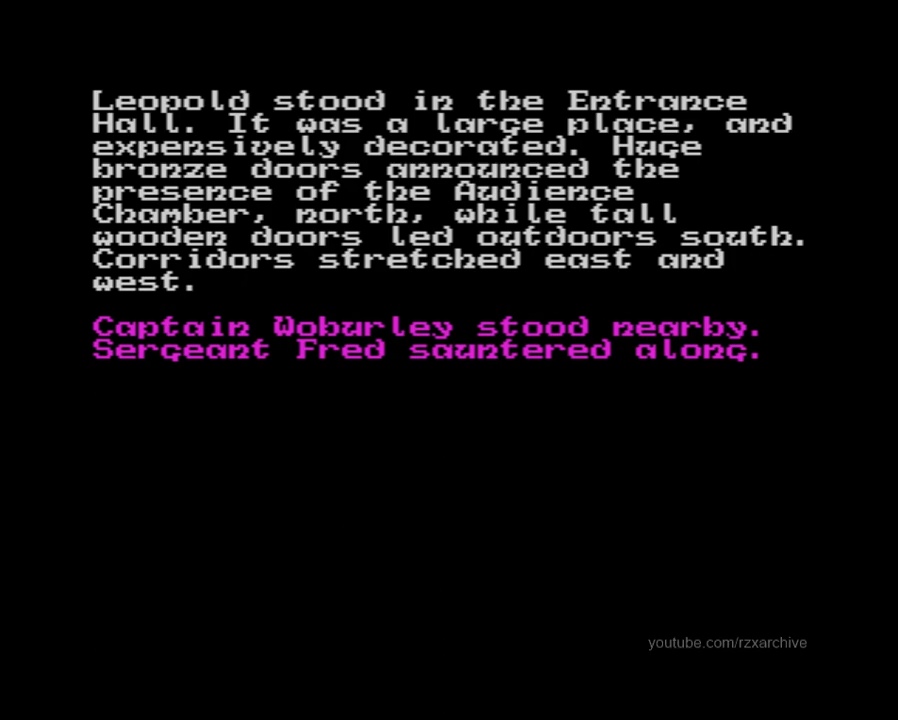 Leopold stood in the Entrance
Hall. It was a large place, and
expensively decorated. Huge
bronze doors announced the
presence of the Audience
Chamber, north, while tall
wooden doors led outdoors south.
Corridors stretched east and
west.
Captain Woburley stood nearby.
Sergeant Fred sauntered along.
youtube.com/rzxarchive